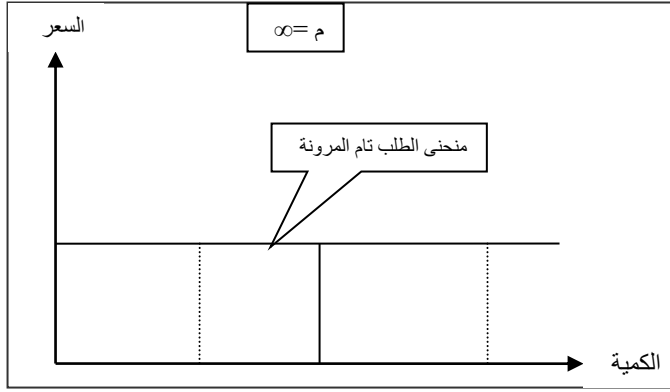 السعر
م =∞
منحنى الطلب تام المرونة
الكمية